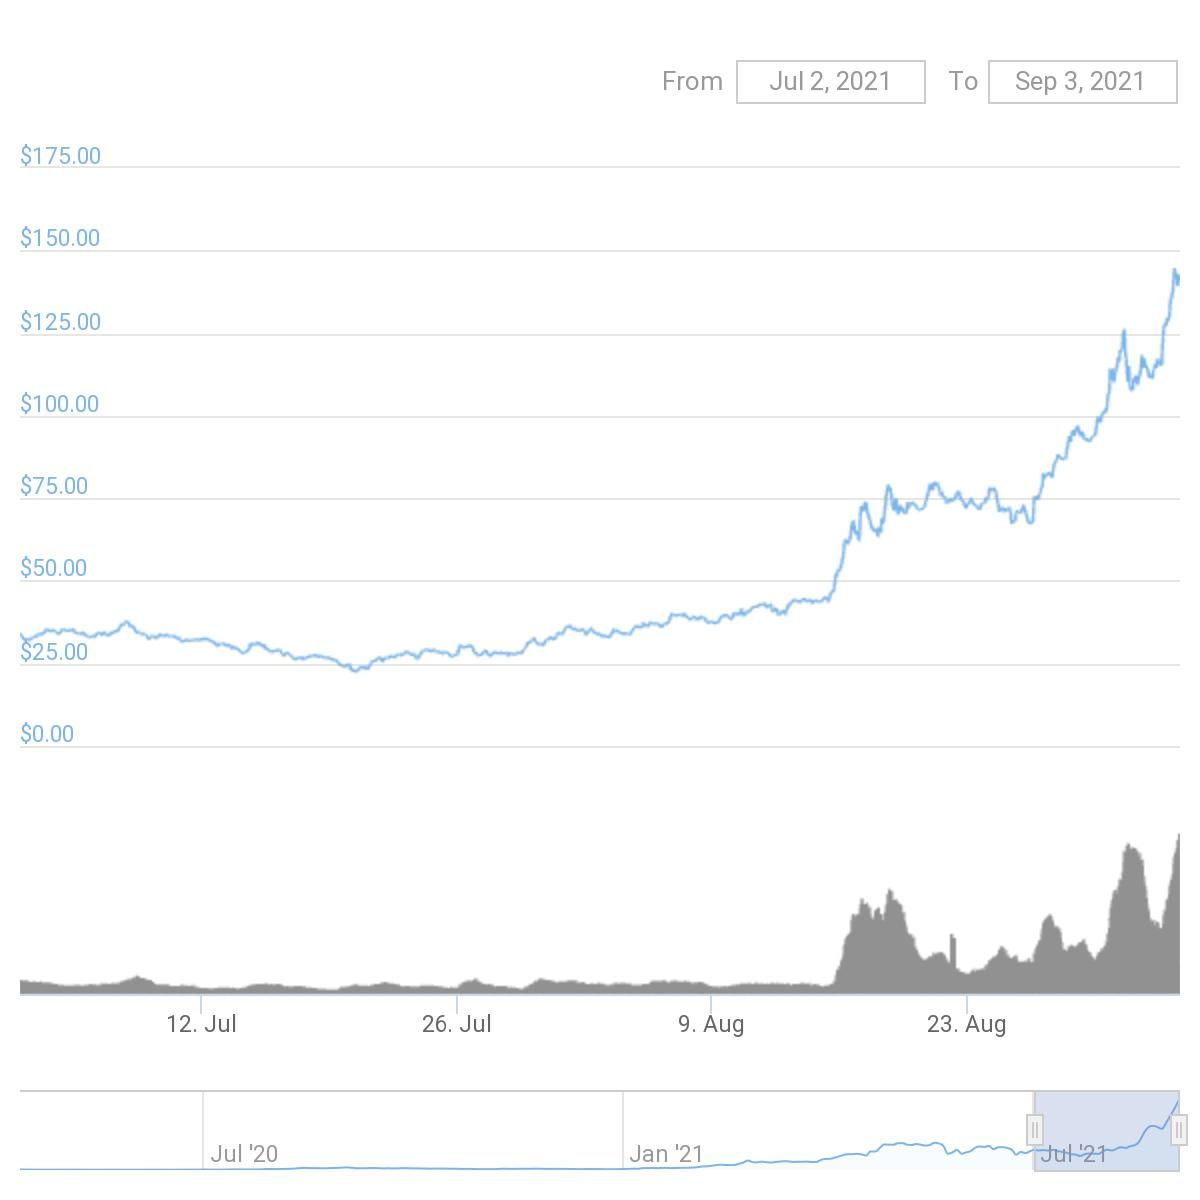 From Jul 2, 2021 To Sep 3, 2021
$175.00
$150.00
$125.00
$100.00
$75.00
$50.00
$25.00
$0.00
12. Jul 26. Jul 9. Aug 23. Aug
Jul '20 Jan '21 Jul '21